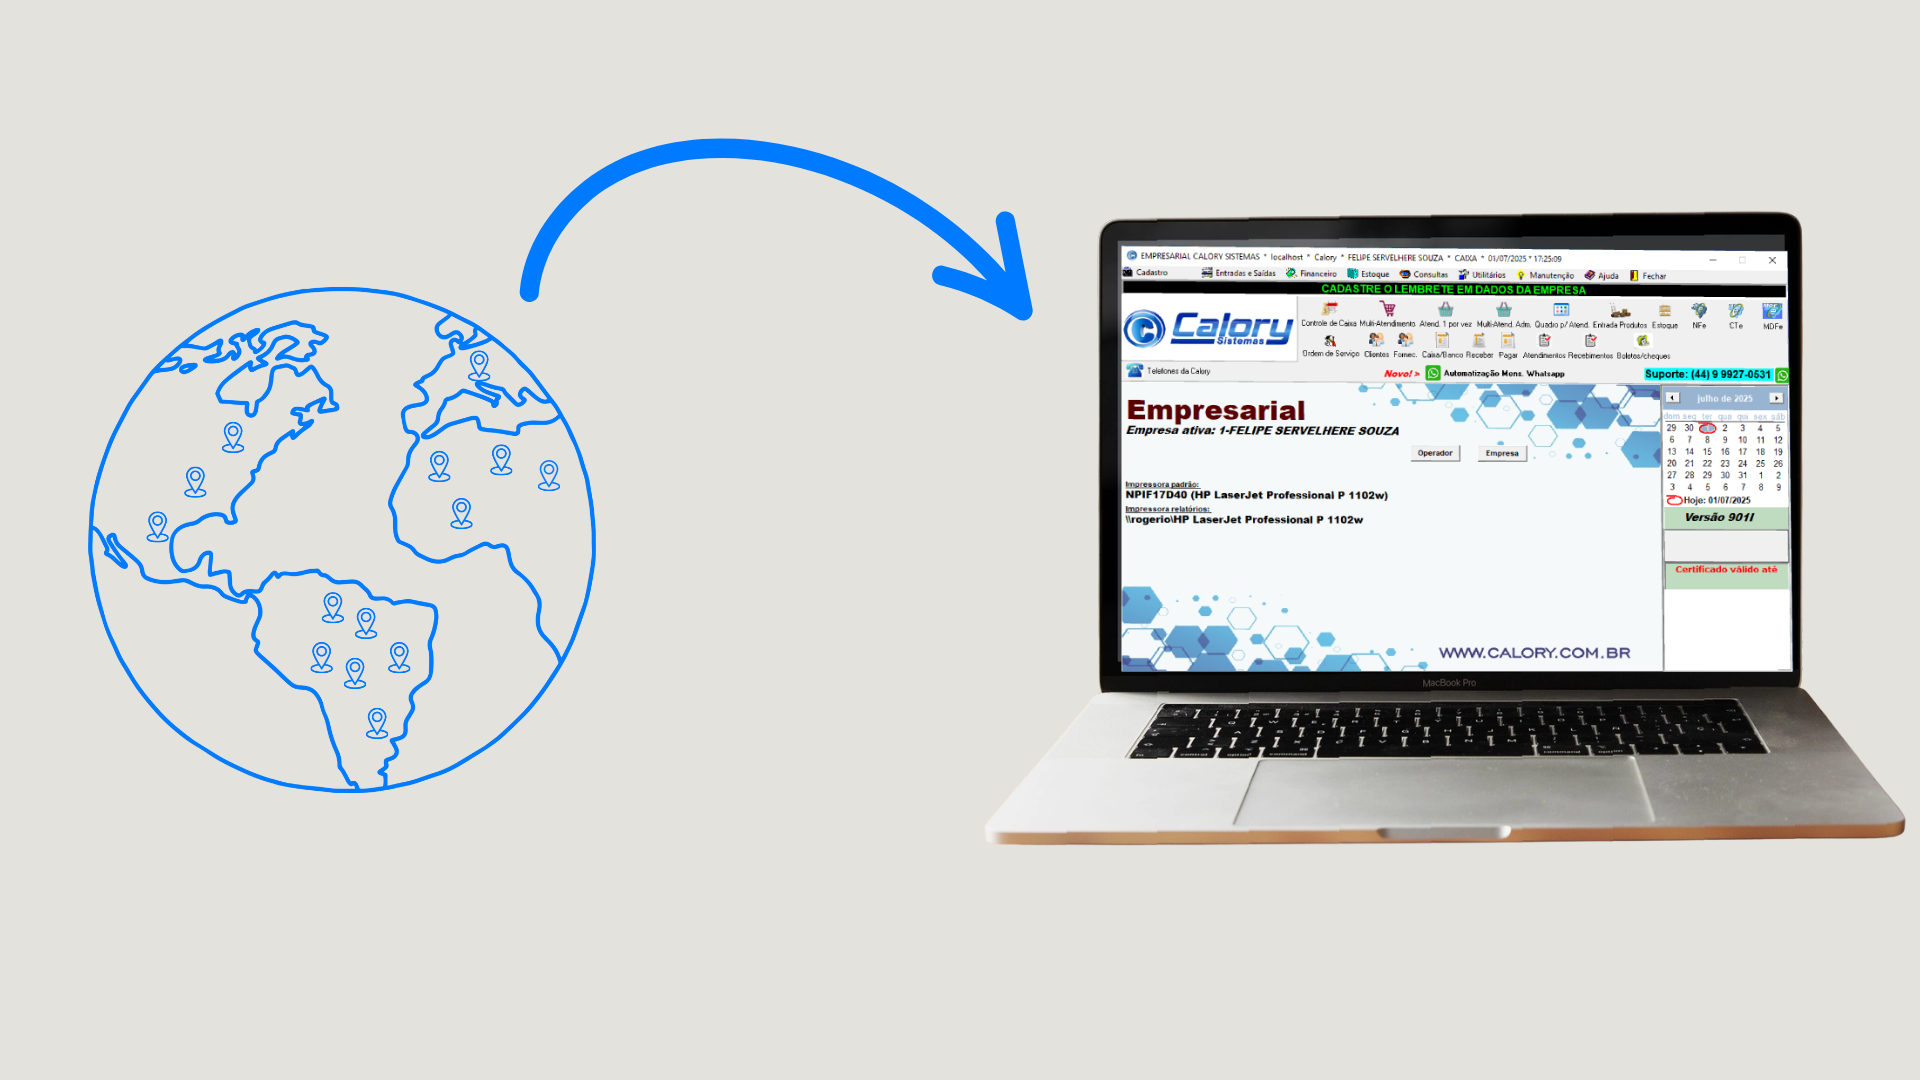 EMPRESARIAL CALORY SISTEMAS * localhost * Calory * FELIPE SERVELHERE SOUZA * CAIXA * 01/07/2025 * 17:25:09
Cadastro Entradas e Saídas Financeiro Estoque Consultas Utilitários Manutenção Ajuda Fechar
CADASTRE O LEMBRETE EM DADOS DA EMPRESA
Calory
Sistemas
Controle de Caixa Multi-Atendimento Atend. 1 por vez Multi-Atend. Adm. Quadro p/ Atend. Entrada Produtos Estoque NFe CTe MDFe
Ordem de Serviço Clientes Fornec. Caixa/Banco Receber Pagar Atendimentos Recebimentos Boletos/cheques
Telefones da Calory
Novo! > Automatização Mens. Whatsapp
Suporte: (44) 9 9927-0531
Empresarial
Empresa ativa: 1-FELIPE SERVELHERE SOUZA
Operador Empresa
Impressora padrão:
NPIF17D40 (HP LaserJet Professional P 1102w)
Impressora relatórios:
\\rogerio\HP LaserJet Professional P 1102w
WWW.CALORY.COM.BR
julho de 2025
dom seg ter qua qui sex sáb
29 30 1 2 3 4 5
6 7 8 9 10 11 12
13 14 15 16 17 18 19
20 21 22 23 24 25 26
27 28 29 30 31 1 2
3 4 5 6 7 8 9
Hoje: 01/07/2025
Versão 901I
Certificado válido até
MacBook Pro
control option command command option